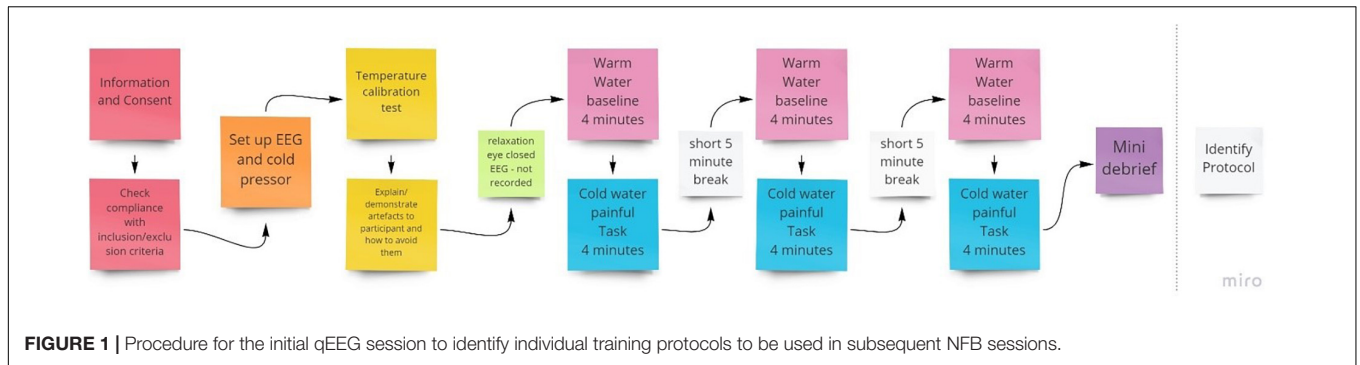 Information
and Consent
Check
compliance
with
inclusion/exclu
sion criteria
Set up EEG
and cold
pressor
Temperature
calibration
test
Explain/
demonstrate
artefacts to
participant and
how to avoid
them
relaxation
eye closed
EEG - not
recorded
Warm
Water
baseline
4 minutes
Cold water
painful
Task
4 minutes
short 5
minute
break
Warm
Water
baseline
4 minutes
Cold water
painful
Task
4 minutes
short 5
minute
break
Warm
Water
baseline
4 minutes
Cold water
painful
Task
4 minutes
Mini
debrief
Identify
Protocol
miro
FIGURE 1 | Procedure for the initial qEEG session to identify individual training protocols to be used in subsequent NFB sessions.